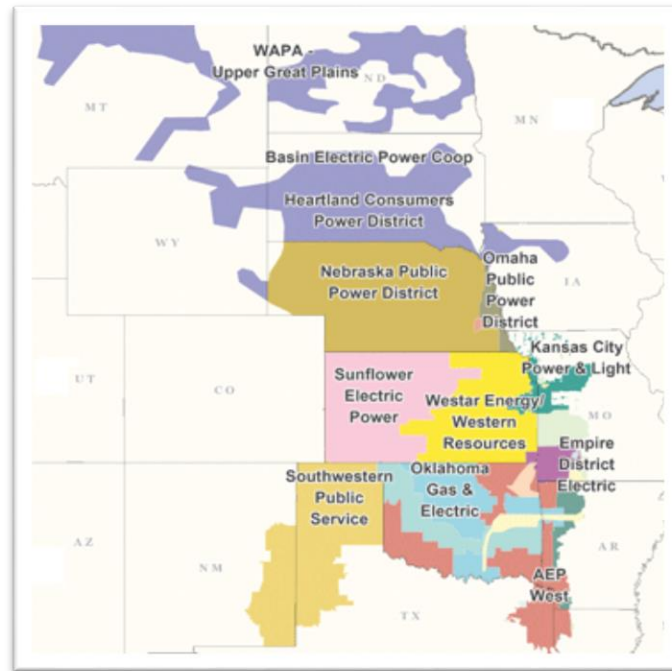 WAPA -
Upper Great Plains
ND
MT
MN
Basin Electric Power Coop
Heartland Consumers
Power District
WY
Nebraska Public
Power District
Omaha
Public
Power
District
IA
Kansas City
Power & Light
UT
CO
Sunflower
Electric
Power
Westar Energy/
Western
Resources
MO
Empire
District
Electric
Southwestern
Public
Service
Oklahoma
Gas &
Electric
AZ
NM
AR
AEP
West
TX